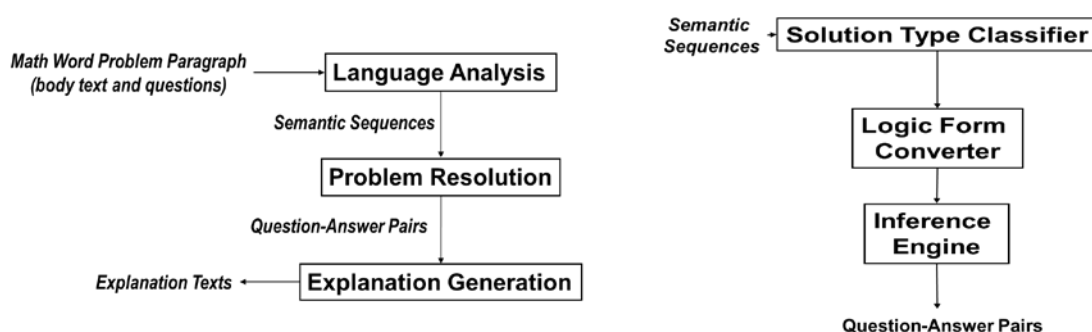 Math Word Problem Paragraph
(body text and questions)
Language Analysis
Semantic Sequences
Problem Resolution
Question-Answer Pairs
Explanation Texts
Explanation Generation
Semantic
Sequences
Solution Type Classifier
Logic Form
Converter
Inference
Engine
Question-Answer Pairs